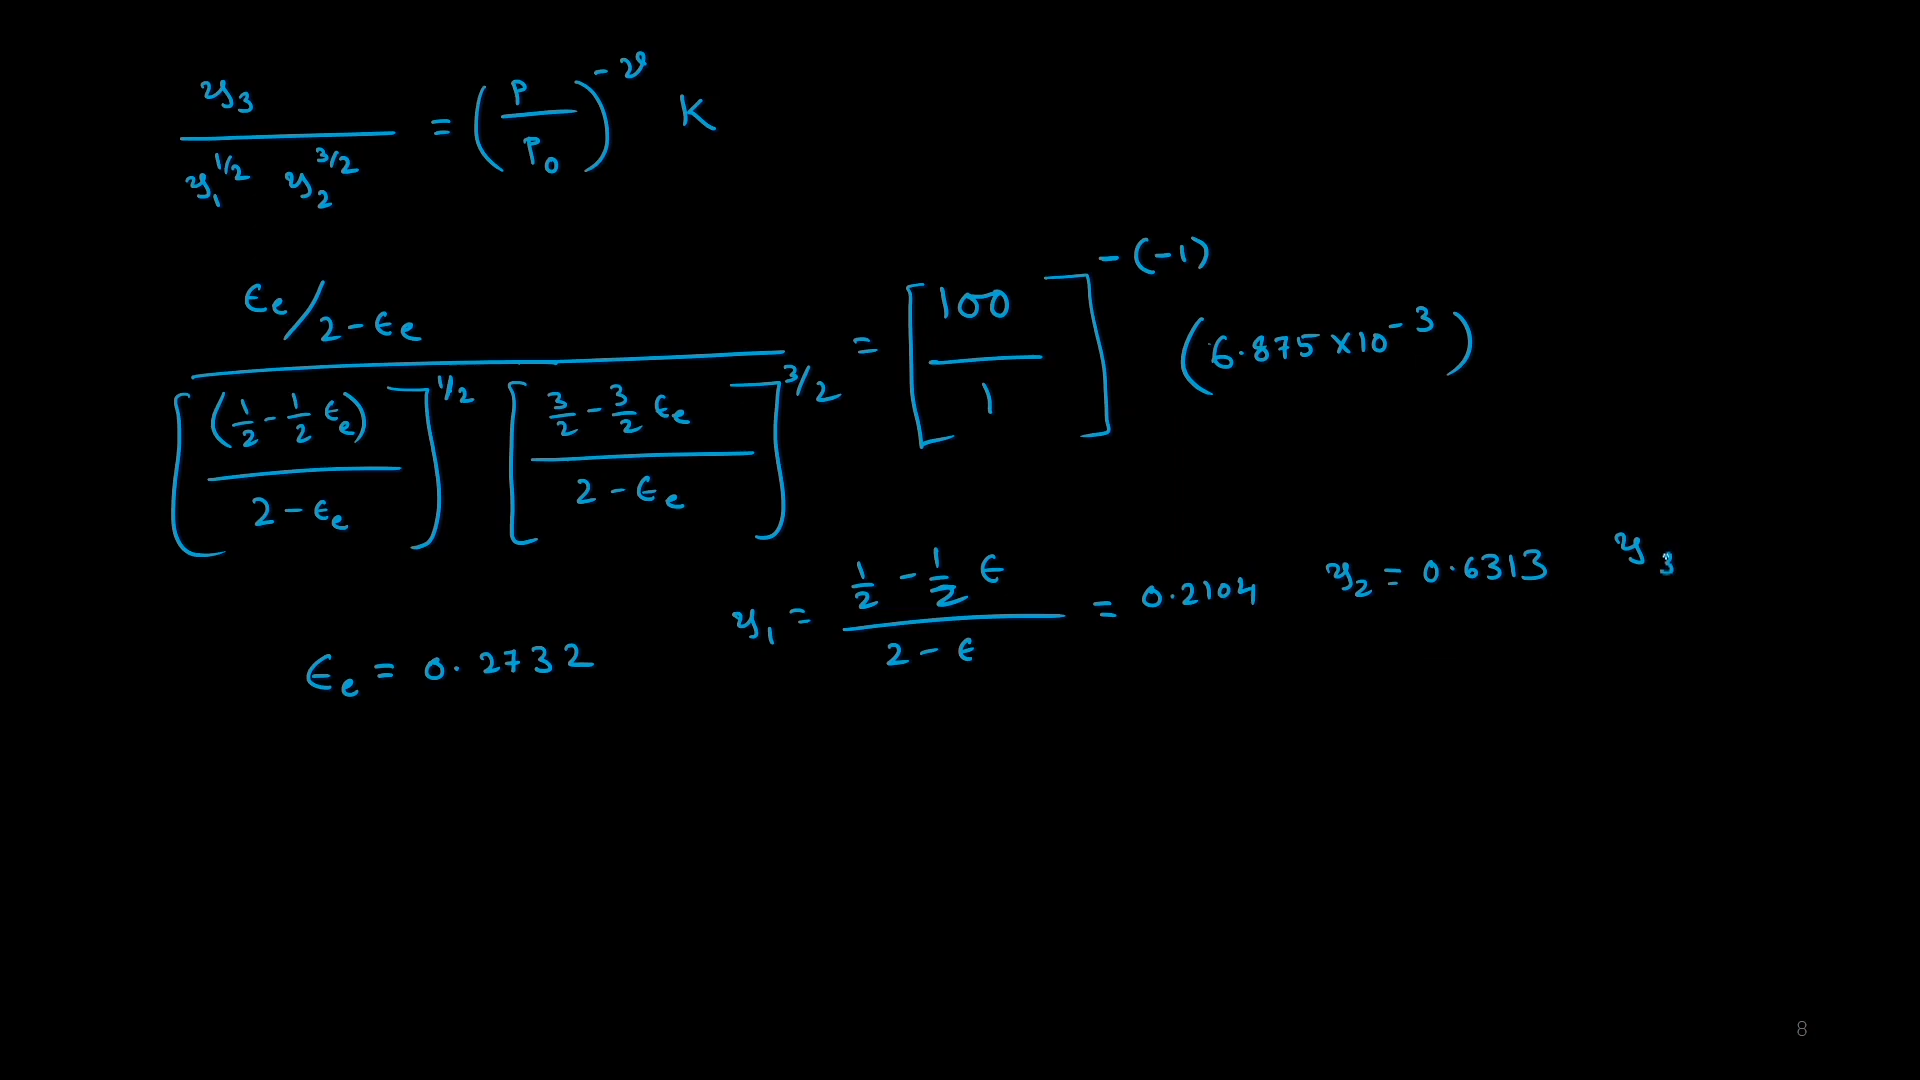 y₃ / (y₁^1/2 y₂^3/2) = (P / P₀)^-ν K
(ϵₑ / 2 - ϵₑ) / ([(1/2 - 1/2 ϵₑ) / 2 - ϵₑ]^1/2 [3/2 - 3/2 ϵₑ / 2 - ϵₑ]^3/2) = [100 / 1]^-(-1) (6.875 x 10^-3)
ϵₑ = 0.2732 y₁ = (1/2 - 1/2 ϵ) / (2 - ϵ) = 0.2104 y₂ = 0.6313 y₃
8